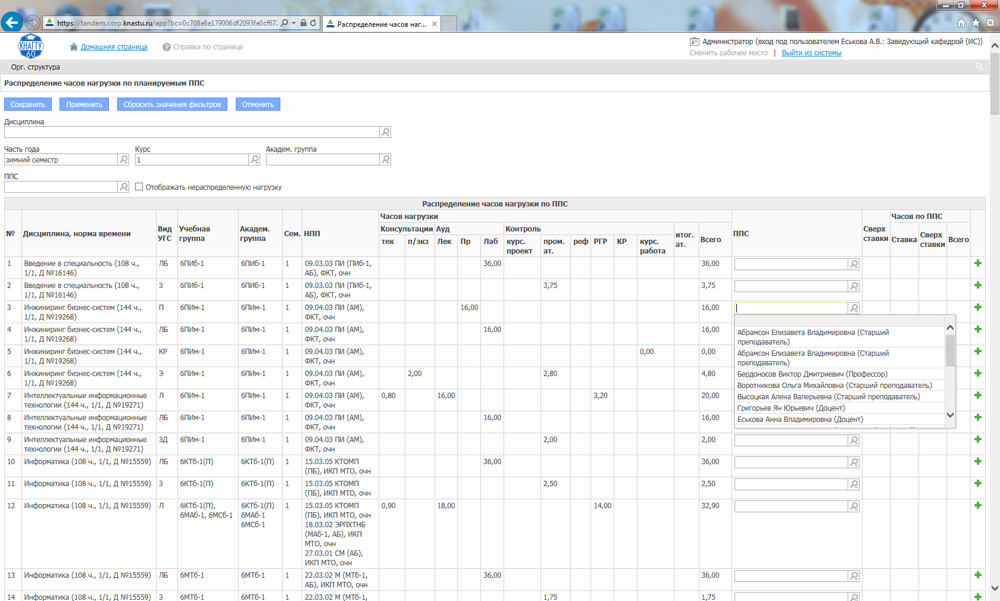 https://tandem.corp.knastu.ru/app?bc=0c708e6e179006df2093fe0cf67
Распределение часов наг...
КНАГТУ
60
Домашняя страница
Справка по странице
Администратор (вход под пользователем Еськова А.В.: Заведующий кафедрой (ИС))
Сменить рабочее место | Выйти из системы
Орг. структура
Распределение часов нагрузки по планируемым ППС
Сохранить Применить Сбросить значения фильтров Отменить
Дисциплина
Часть года Курс Академ. группа
зимний семестр 1
ППС
Отображать нераспределенную нагрузку
Распределение часов нагрузки по ППС
Часов нагрузки Часов по ППС
№ Дисциплина, норма времени Вид УГС Учебная группа Академ. группа Сем. НПП Консультации Ауд Контроль итог. ат. Всего ППС Сверх ставки Ставка Сверх ставки Всего
тек п/экз Лек Пр Лаб курс. проект пром. ат. реф РГР КР курс. работа
1 Введение в специальность (108 ч., ЛБ 6ПИб-1 6ПИб-1 1 09.03.03 ПИ (ПИб-1, 36,00 36,00
1/1, Д №16146) АБ), ФКТ, очн
2 Введение в специальность (108 ч., З 6ПИб-1 6ПИб-1 1 09.03.03 ПИ (ПИб-1, 3,75 3,75
1/1, Д №16146) АБ), ФКТ, очн
3 Инжиниринг бизнес-систем (144 ч., П 6ПИм-1 6ПИм-1 1 09.04.03 ПИ (АМ), 16,00 16,00
1/1, Д №19268) ФКТ, очн
4 Инжиниринг бизнес-систем (144 ч., ЛБ 6ПИм-1 6ПИм-1 1 09.04.03 ПИ (АМ), 16,00 16,00
1/1, Д №19268) ФКТ, очн
5 Инжиниринг бизнес-систем (144 ч., КР 6ПИм-1 6ПИм-1 1 09.04.03 ПИ (АМ), 0,00 0,00
1/1, Д №19268) ФКТ, очн
6 Инжиниринг бизнес-систем (144 ч., Э 6ПИм-1 6ПИм-1 1 09.04.03 ПИ (АМ), 2,00 2,80 4,80
1/1, Д №19268) ФКТ, очн
7 Интеллектуальные информационные Л 6ПИм-1 6ПИм-1 1 09.04.03 ПИ (АМ), 0,80 16,00 3,20 20,00
технологии (144 ч., 1/1, Д №19271) ФКТ, очн
8 Интеллектуальные информационные ЛБ 6ПИм-1 6ПИм-1 1 09.04.03 ПИ (АМ), 16,00 16,00
технологии (144 ч., 1/1, Д №19271) ФКТ, очн
9 Интеллектуальные информационные ЗД 6ПИм-1 6ПИм-1 1 09.04.03 ПИ (АМ), 2,00 2,00
технологии (144 ч., 1/1, Д №19271) ФКТ, очн
Абрамсон Елизавета Владимировна (Старший
преподаватель)
Абрамсон Елизавета Владимировна (Старший
преподаватель)
Бердоносов Виктор Дмитриевич (Профессор)
Воротникова Ольга Михайловна (Старший преподаватель)
Высоцкая Алена Валерьевна (Старший преподаватель)
Григорьев Ян Юрьевич (Доцент)
Еськова Анна Владимировна (Доцент)
10 Информатика (108 ч., 1/1, Д №15559) ЛБ 6КТб-1(П) 6КТб-1(П) 1 15.03.05 КТОМП 36,00 36,00
(ПБ), ИКП МТО, очн
11 Информатика (108 ч., 1/1, Д №15559) З 6КТб-1(П) 6КТб-1(П) 1 15.03.05 КТОМП 2,50 2,50
(ПБ), ИКП МТО, очн
12 Информатика (108 ч., 1/1, Д №15559) Л 6КТб-1(П), 6КТб-1(П) 1 15.03.05 КТОМП 0,90 18,00 14,00 32,90
6МАб-1, 6МСб-1 6МАб-1 (ПБ), ИКП МТО, очн
6МСб-1 18.03.02 ЭРПХТНБ
(МАб-1, АБ), ИКП
МТО, очн
27.03.01 СМ (АБ),
ИКП МТО, очн
13 Информатика (108 ч., 1/1, Д №15559) ЛБ 6МТб-1 6МТб-1 1 22.03.02 М (МТб-1, 36,00 36,00
АБ), ИКП МТО, очн
14 Информатика (108 ч., 1/1, Д №15559) З 6МТб-1 6МТб-1 1 22.03.02 М (МТб-1, 1,75 1,75